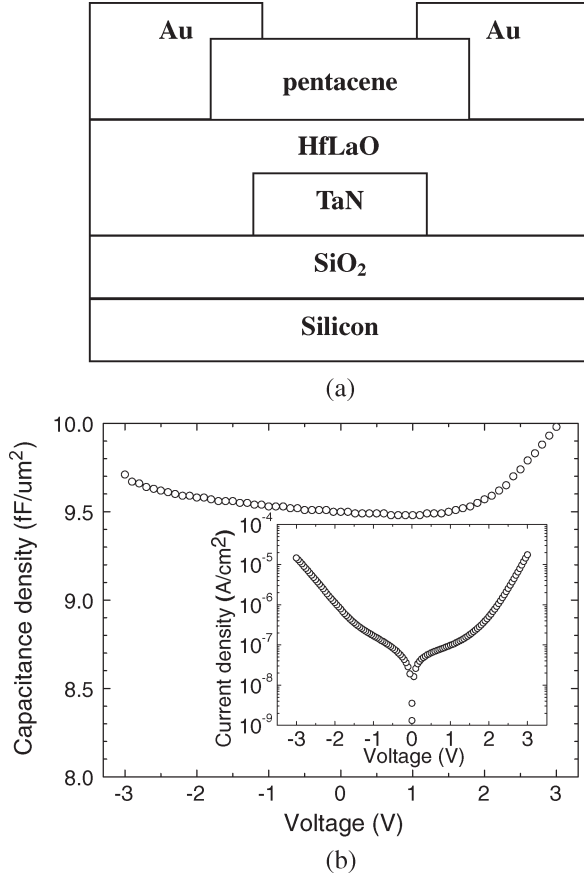 Au Au
pentacene
HfLaO
TaN
SiO₂
Silicon
(a)
Capacitance density (fF/um²)
10.0
9.5
9.0
8.5
8.0
-3 -2 -1 0 1 2 3
Voltage (V)
Current density (A/cm²)
10⁻⁴
10⁻⁵
10⁻⁶
10⁻⁷
10⁻⁸
10⁻⁹
-3 -2 -1 0 1 2 3
Voltage (V)
(b)